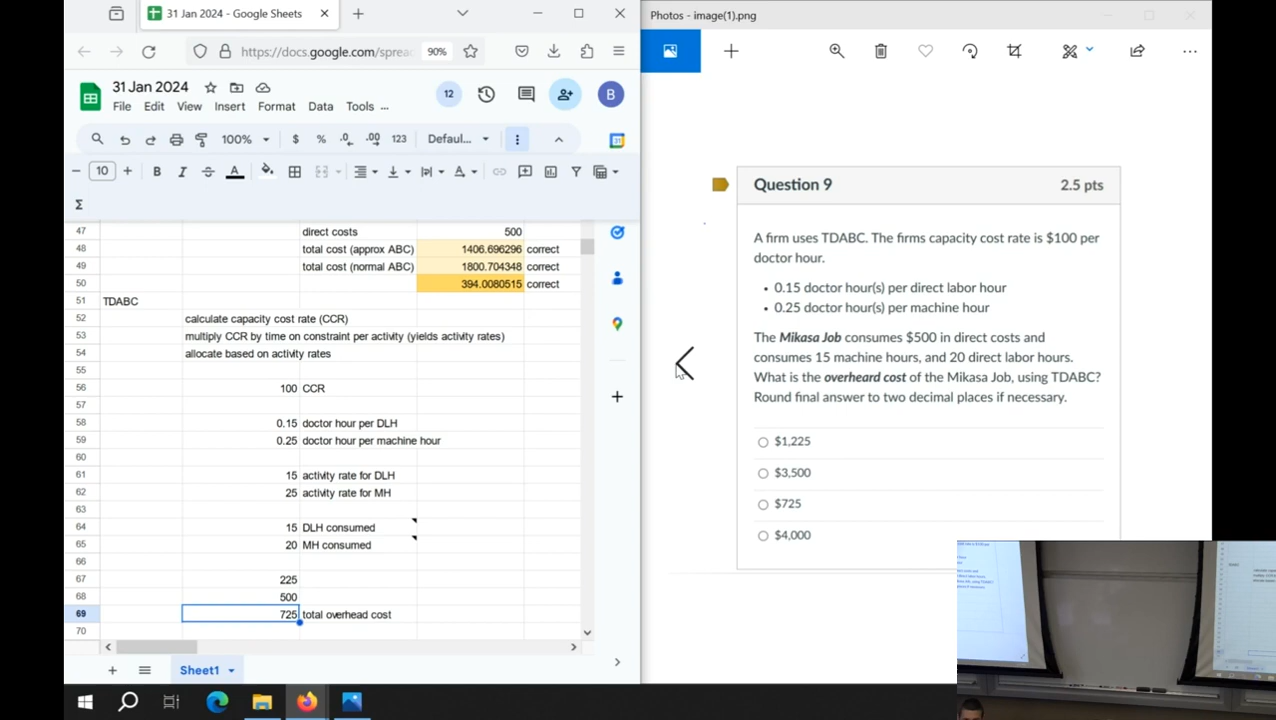 31 Jan 2024 - Google Sheets
https://docs.google.com/sprea
90%
31 Jan 2024
File Edit View Insert Format Data Tools ...
12
B
100% $ % .0 .00 123 Defaul...
10 B I S A
Σ
47 direct costs 500
48 total cost (approx ABC) 1406.696296 correct
49 total cost (normal ABC) 1800.704348 correct
50 394.0080515 correct
51 TDABC
52 calculate capacity cost rate (CCR)
53 multiply CCR by time on constraint per activity (yields activity rates)
54 allocate based on activity rates
55
56 100 CCR
57
58 0.15 doctor hour per DLH
59 0.25 doctor hour per machine hour
60
61 15 activity rate for DLH
62 25 activity rate for MH
63
64 15 DLH consumed
65 20 MH consumed
66
67 225
68 500
69 725 total overhead cost
70
Sheet1
Photos - image(1).png
Question 9 2.5 pts
A firm uses TDABC. The firms capacity cost rate is $100 per
doctor hour.
• 0.15 doctor hour(s) per direct labor hour
• 0.25 doctor hour(s) per machine hour
The Mikasa Job consumes $500 in direct costs and
consumes 15 machine hours, and 20 direct labor hours.
What is the overheard cost of the Mikasa Job, using TDABC?
Round final answer to two decimal places if necessary.
$1,225
$3,500
$725
$4,000